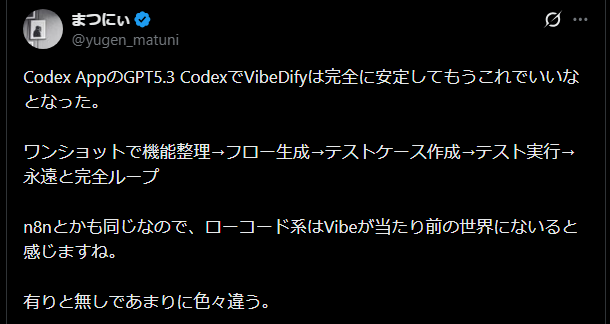 まつにぃ
@yugen_matuni
Codex AppのGPT5.3 CodexでVibeDifyは完全に安定してもうこれでいいな
となった。
ワンショットで機能整理→フロー生成→テストケース作成→テスト実行→
永遠と完全ループ
n8nとかも同じなので、ローコード系はVibeが当たり前の世界にないると
感じますね。
有りと無しであまりに色々違う。